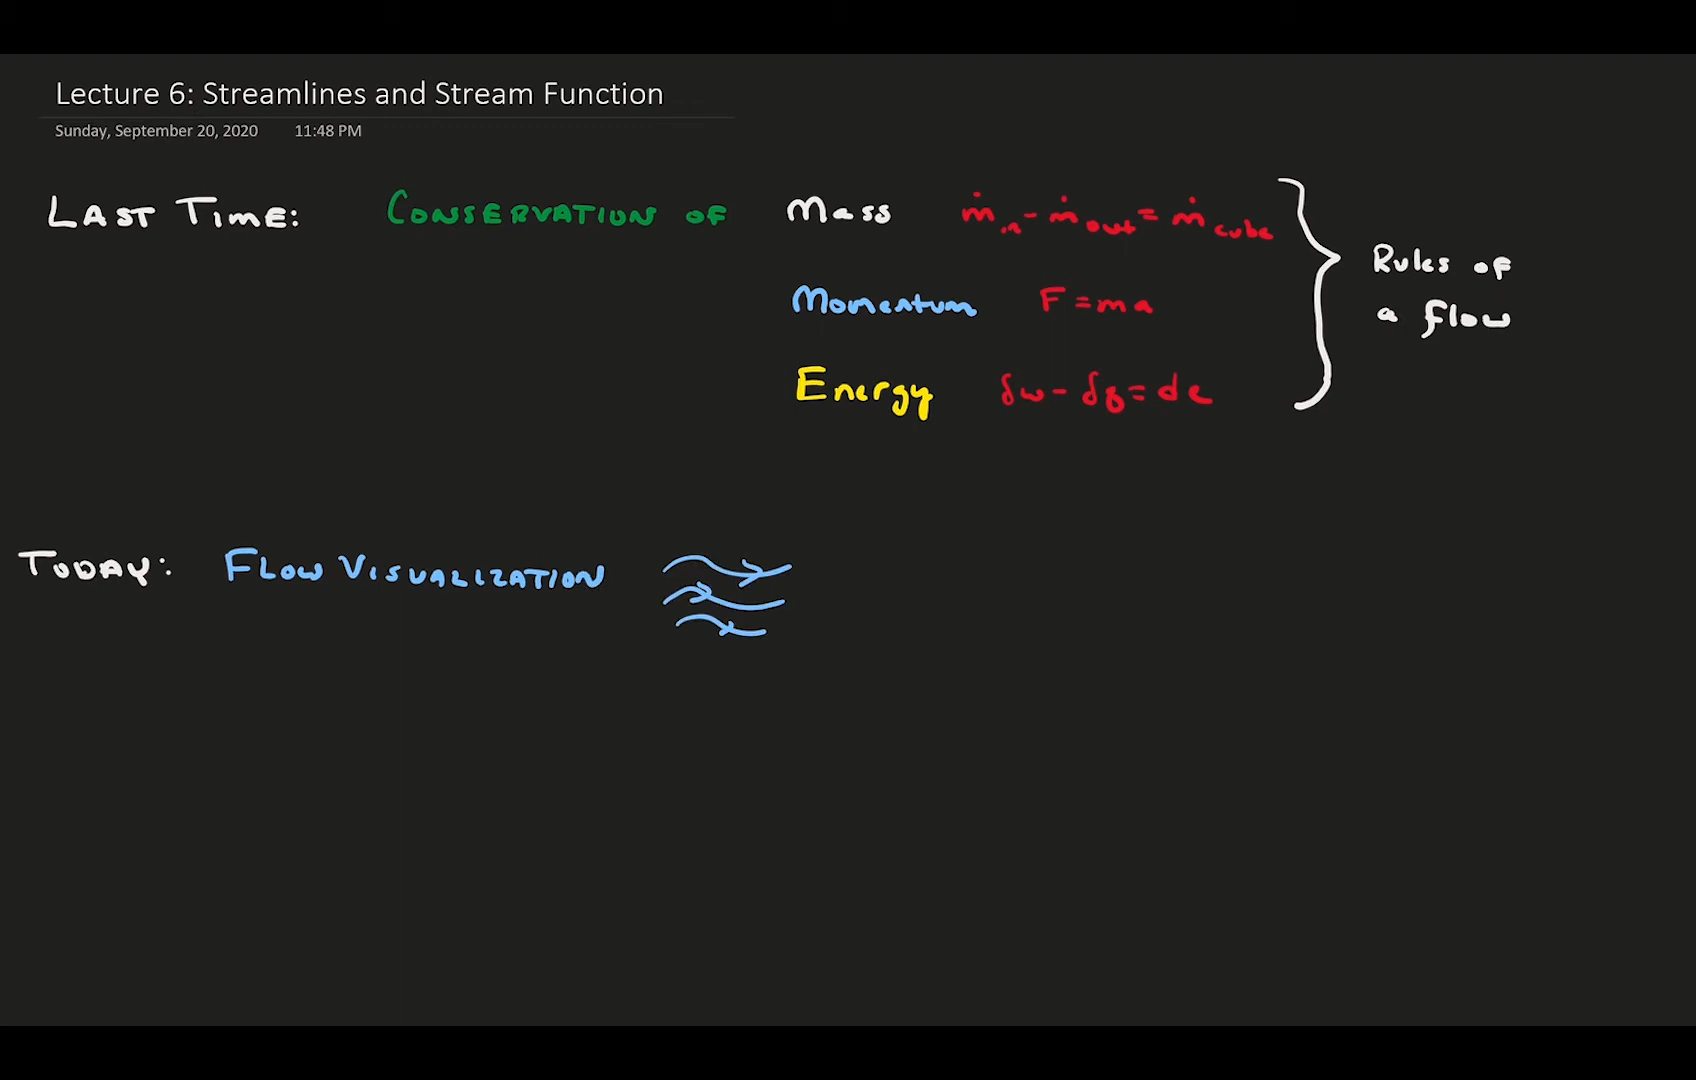 Lecture 6: Streamlines and Stream Function
Sunday, September 20, 2020 11:48 PM
LAST TIME: CONSERVATION OF Mass ṁin - ṁout = ṁcube
Momentum F = ma
Energy δw - δq = de
Rules of
a flow
TODAY: FLOW VISUALIZATION